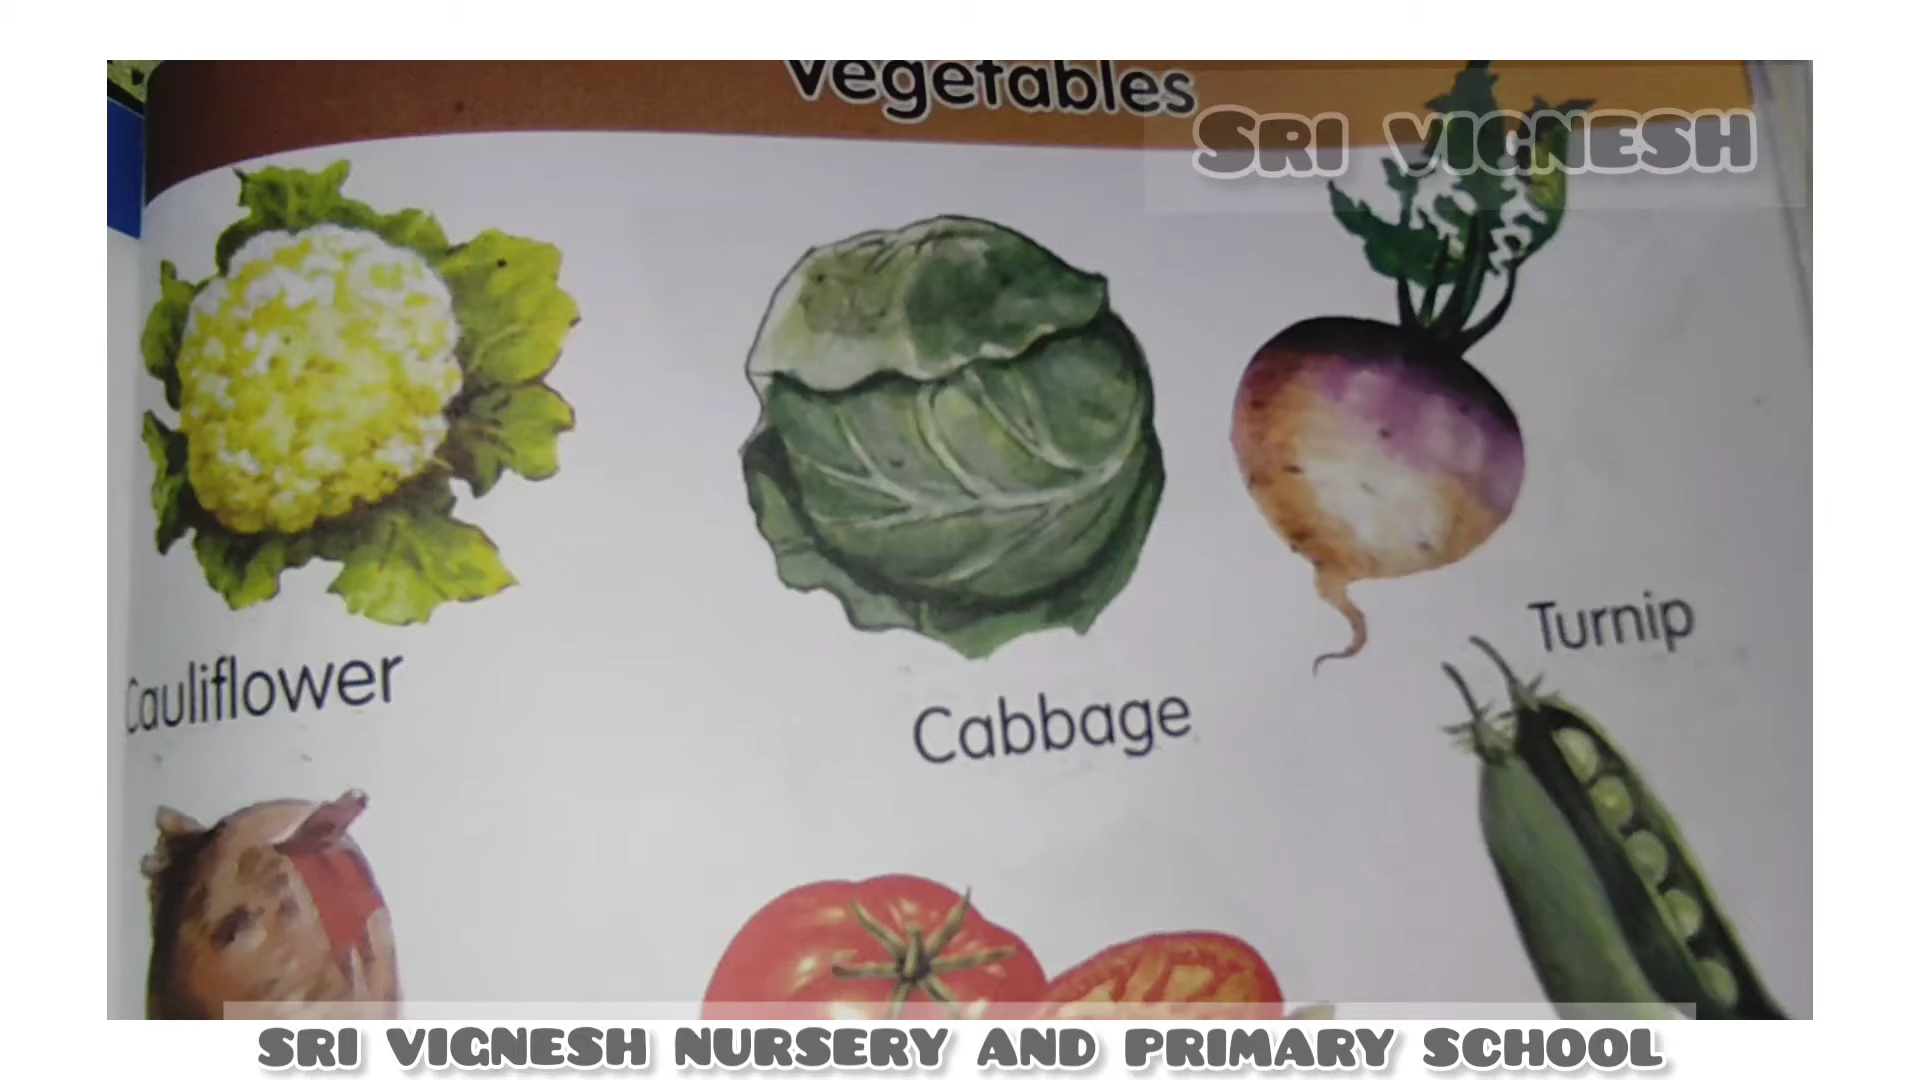 Vegetables
SRI VIGNESH
Turnip
Cauliflower
Cabbage
SRI VIGNESH NURSERY AND PRIMARY SCHOOL